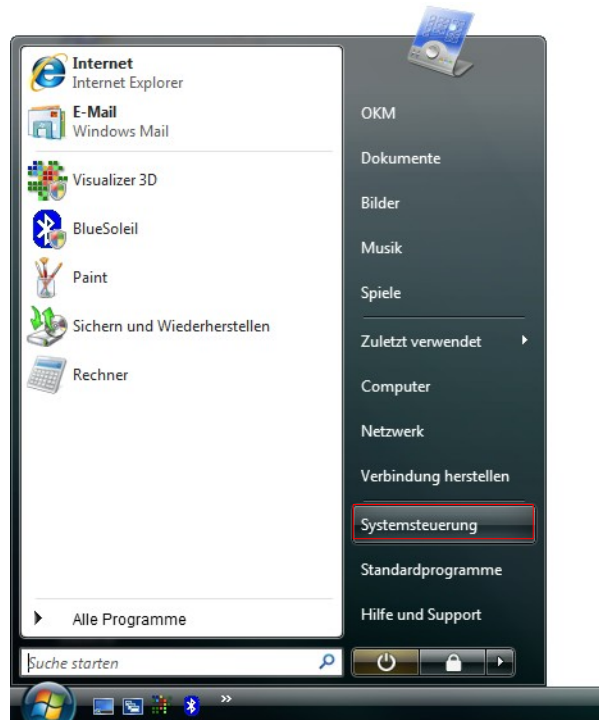 Internet
Internet Explorer
E-Mail
Windows Mail
Visualizer 3D
BlueSoleil
Paint
Sichern und Wiederherstellen
Rechner
Alle Programme
Suche starten
OKM
Dokumente
Bilder
Musik
Spiele
Zuletzt verwendet
Computer
Netzwerk
Verbindung herstellen
Systemsteuerung
Standardprogramme
Hilfe und Support